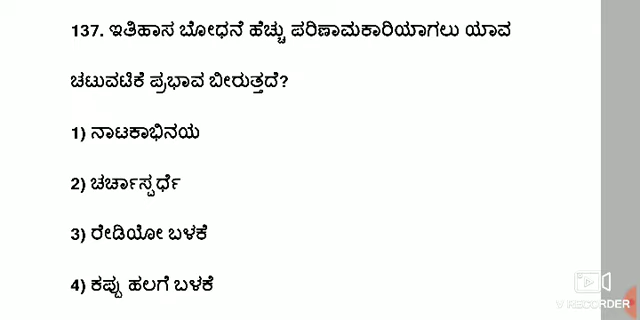 137. ಇತಿಹಾಸ ಬೋಧನೆ ಹೆಚ್ಚು ಪರಿಣಾಮಕಾರಿಯಾಗಲು ಯಾವ
ಚಟುವಟಿಕೆ ಪ್ರಭಾವ ಬೀರುತ್ತದೆ?
1) ನಾಟಕಾಭಿನಯ
2) ಚರ್ಚಾಸ್ಪರ್ಧೆ
3) ರೇಡಿಯೋ ಬಳಕೆ
4) ಕಪ್ಪು ಹಲಗೆ ಬಳಕೆ
V RECORDER